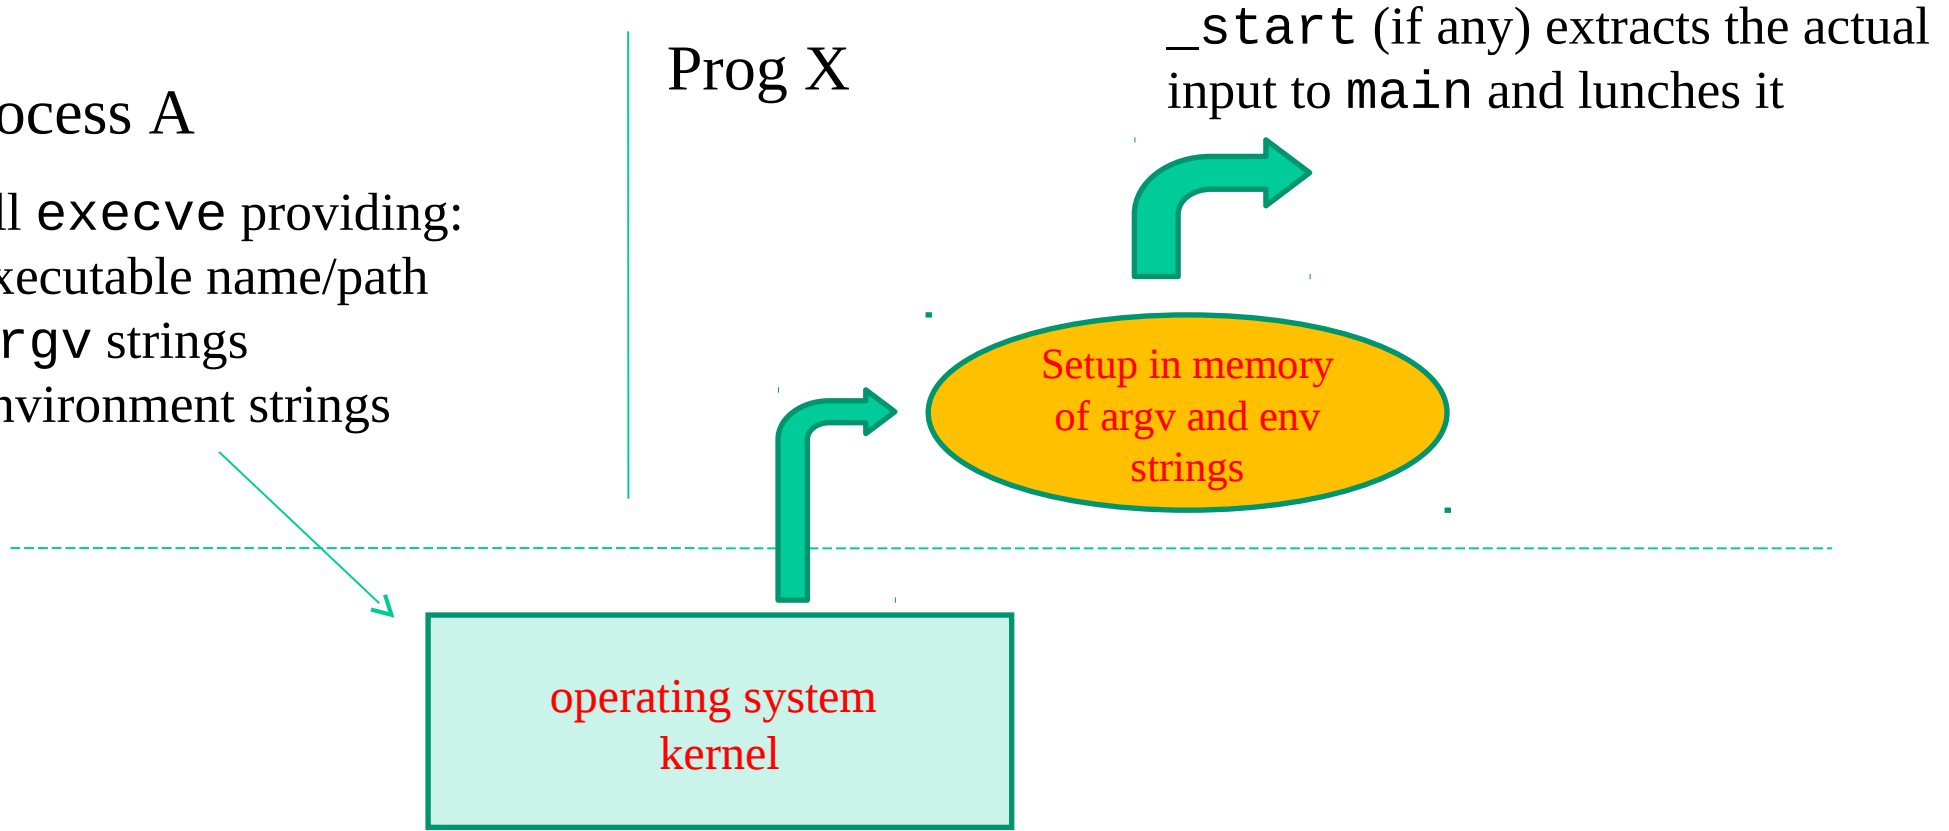 ocess A
ll execve providing:
xecutable name/path
rgv strings
nvironment strings
Prog X
_start (if any) extracts the actual
input to main and lunches it
Setup in memory
of argv and env
strings
operating system
kernel